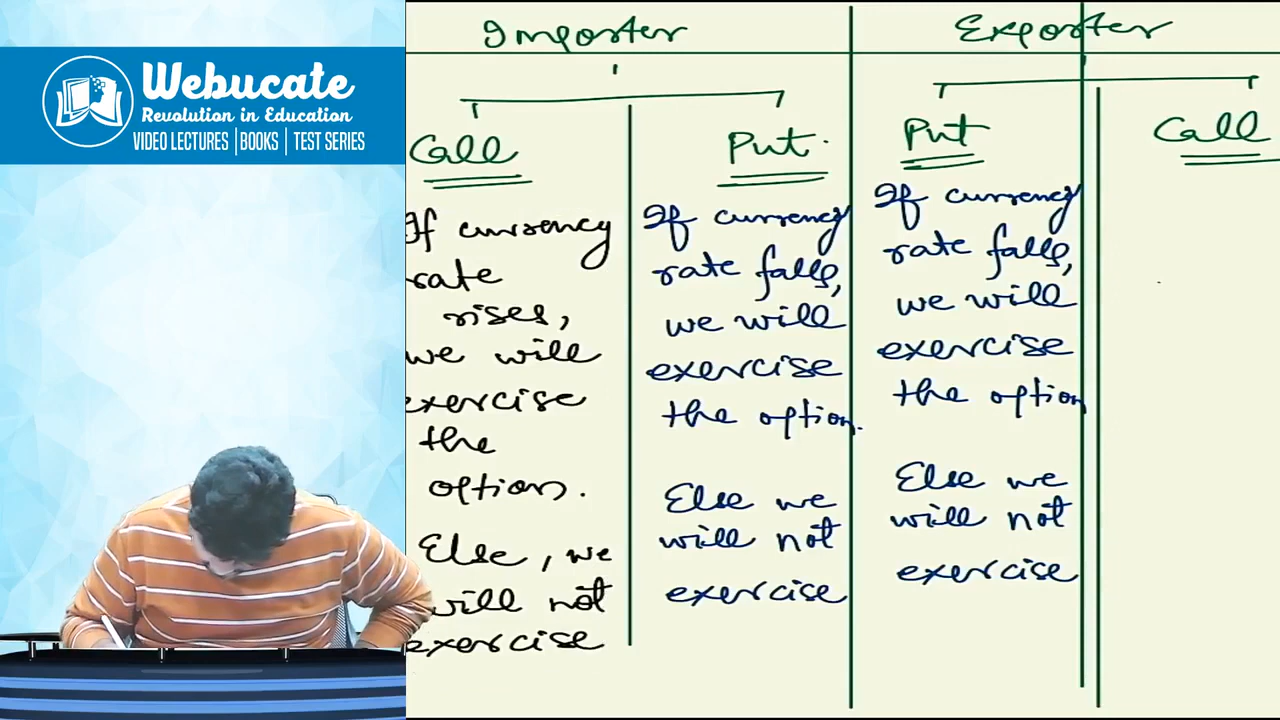 Webucate
Revolution in Education
VIDEO LECTURES | BOOKS | TEST SERIES
Importer
Call
If currency
rate
rises,
we will
exercise
the
option.
Else, we
will not
exercise
Put.
If currency
rate falls,
we will
exercise
the option.
Else we
will not
exercise
Exporter
Put
If currency
rate falls,
we will
exercise
the option
Else we
will not
exercise
Call